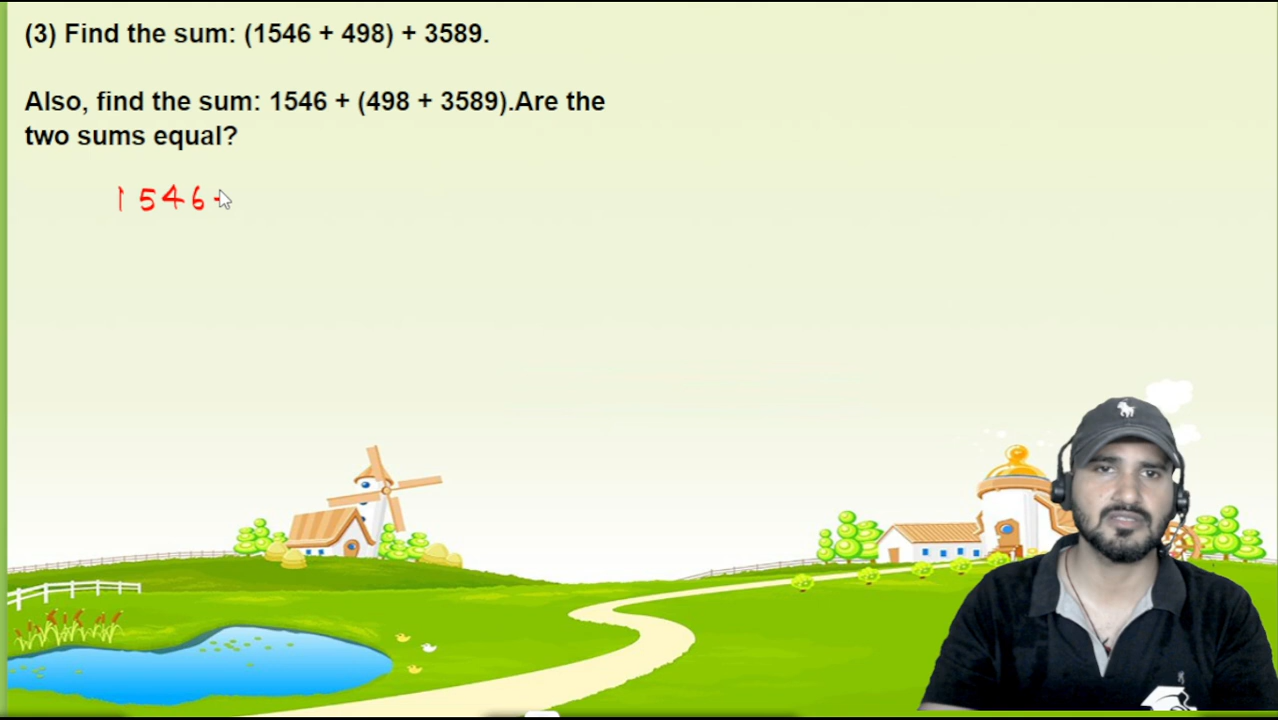 (3) Find the sum: (1546 + 498) + 3589.
Also, find the sum: 1546 + (498 + 3589).Are the
two sums equal?
1546